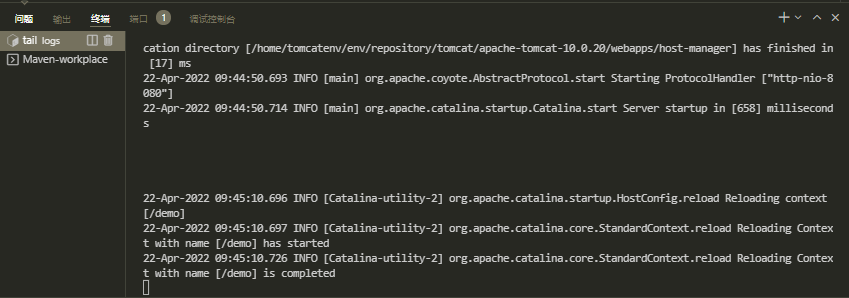 问题 输出 终端 端口 1 调试控制台
tail logs
Maven-workplace
cation directory [/home/tomcatenv/env/repository/tomcat/apache-tomcat-10.0.20/webapps/host-manager] has finished in
[17] ms
22-Apr-2022 09:44:50.693 INFO [main] org.apache.coyote.AbstractProtocol.start Starting ProtocolHandler ["http-nio-8
080"]
22-Apr-2022 09:44:50.714 INFO [main] org.apache.catalina.startup.Catalina.start Server startup in [658] millisecond
s
22-Apr-2022 09:45:10.696 INFO [Catalina-utility-2] org.apache.catalina.startup.HostConfig.reload Reloading context
[/demo]
22-Apr-2022 09:45:10.697 INFO [Catalina-utility-2] org.apache.catalina.core.StandardContext.reload Reloading Contex
t with name [/demo] has started
22-Apr-2022 09:45:10.726 INFO [Catalina-utility-2] org.apache.catalina.core.StandardContext.reload Reloading Contex
t with name [/demo] is completed